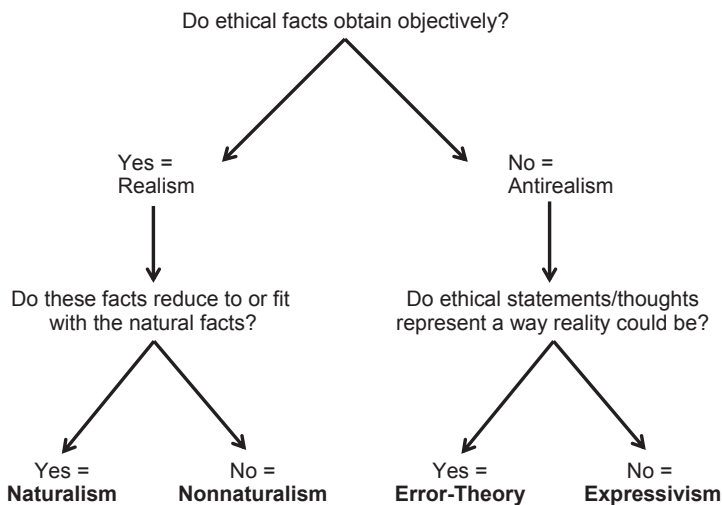 Do ethical facts obtain objectively?
Yes =
Realism
No =
Antirealism
Do these facts reduce to or fit
with the natural facts?
Do ethical statements/thoughts
represent a way reality could be?
Yes =
Naturalism
No =
Nonnaturalism
Yes =
Error-Theory
No =
Expressivism